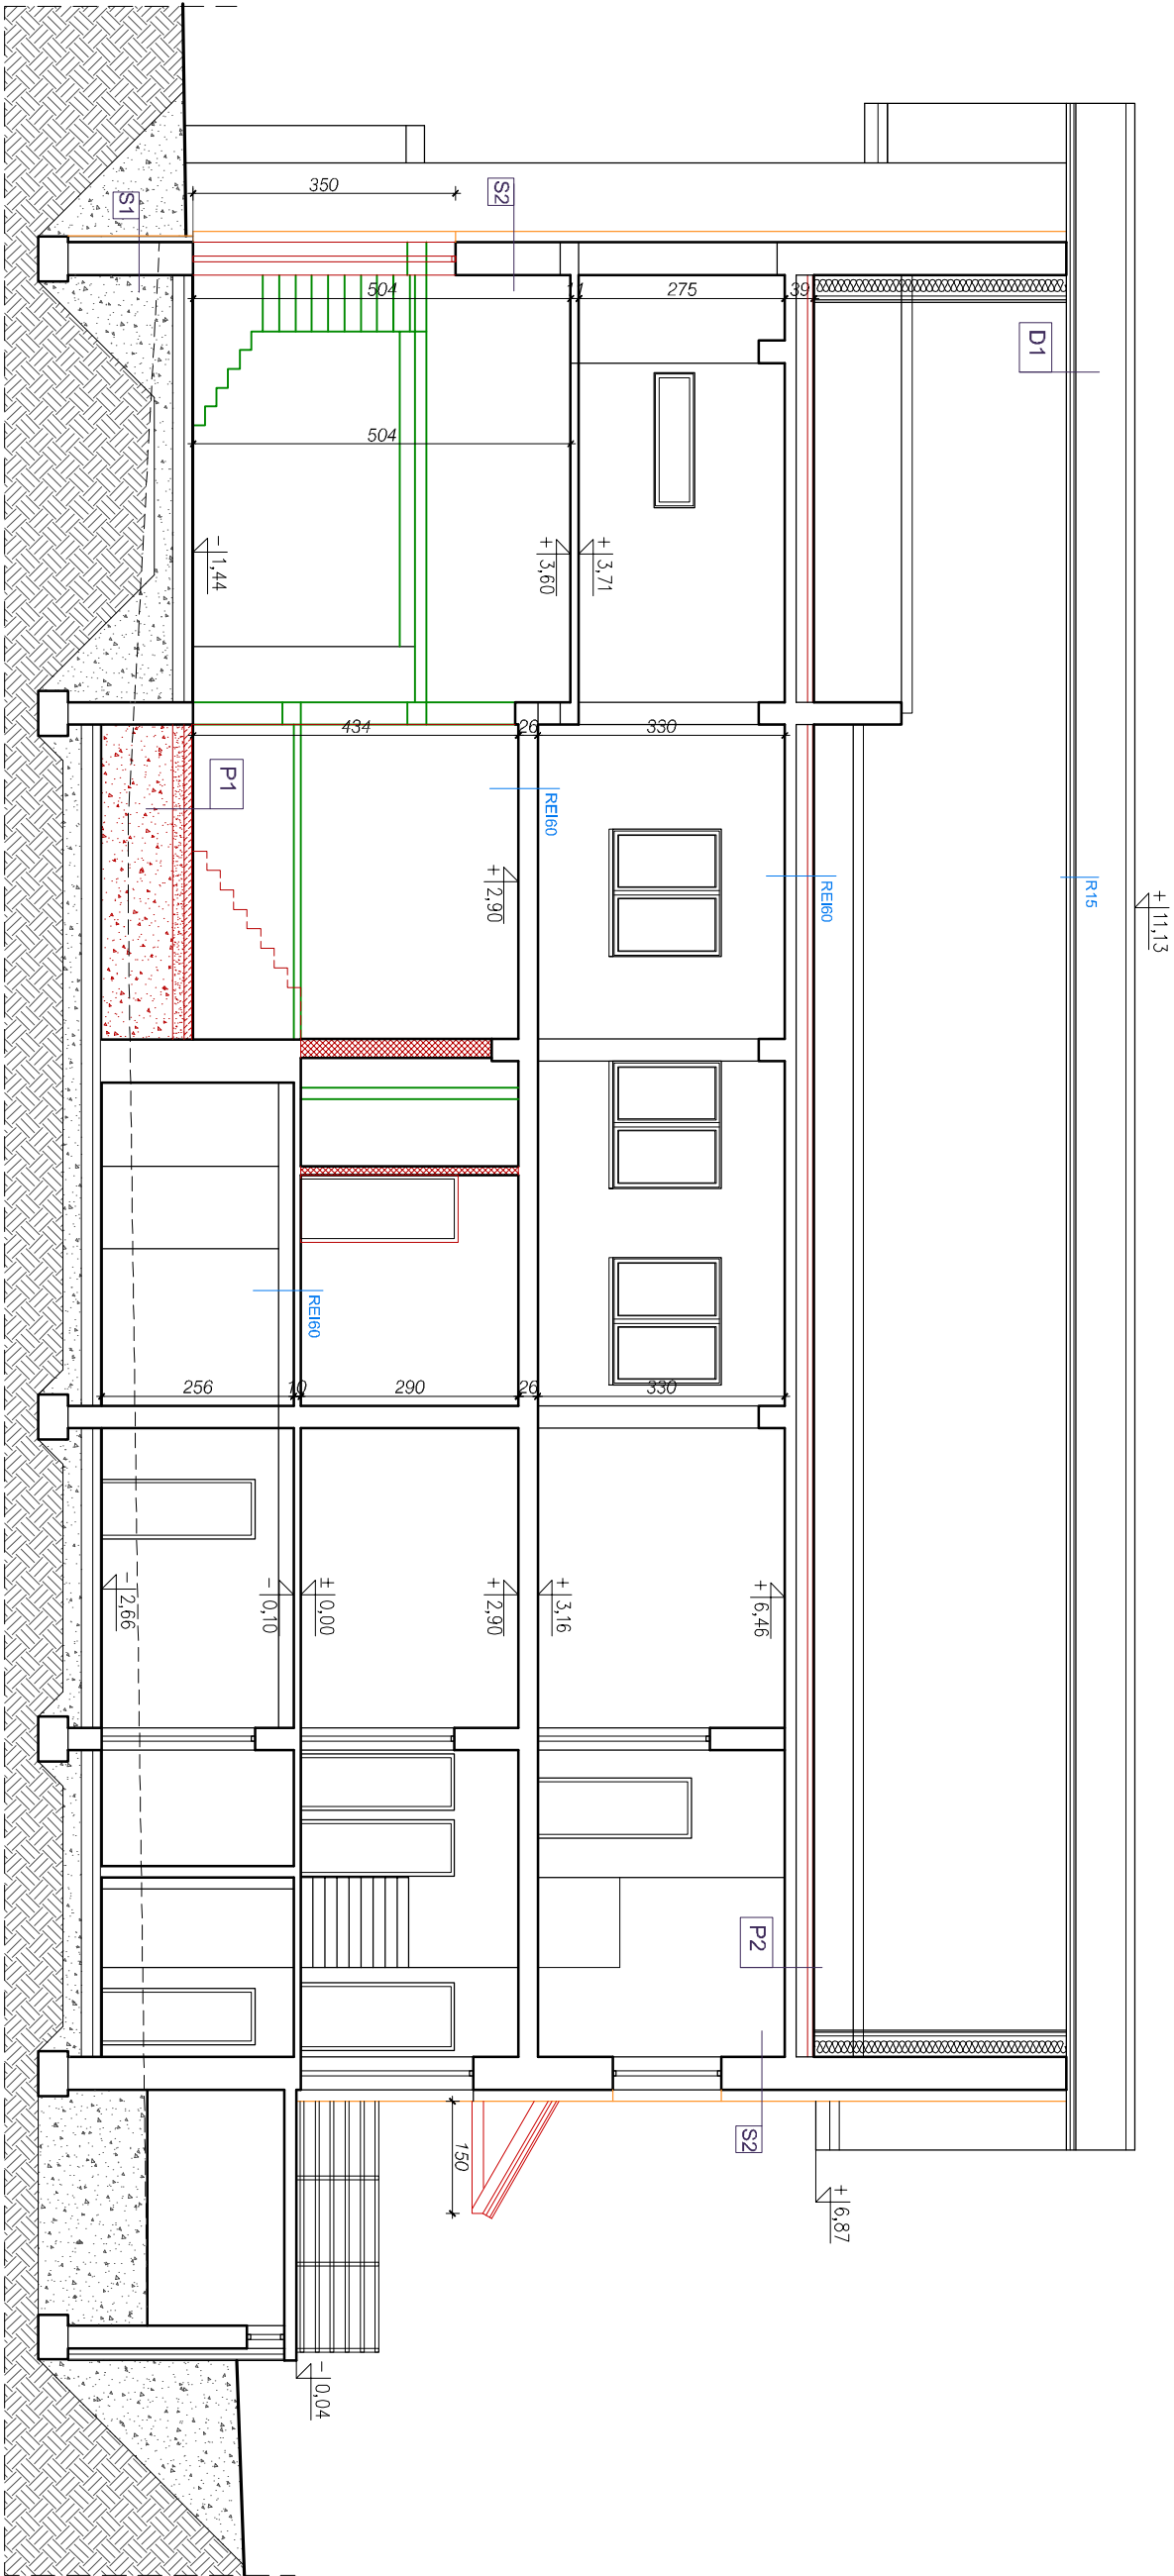 + 11,13
D1
R15
+ 6,87
39
REI60
P2
S2
+ 6,46
275
330
330
+ 3,71
+ 3,16
11
26
26
+ 3,60
REI60
S2
+ 2,90
+ 2,90
350
504
504
434
290
150
± 0,00
10
- 0,10
- 0,04
REI60
- 1,44
P1
256
S1
- 2,66